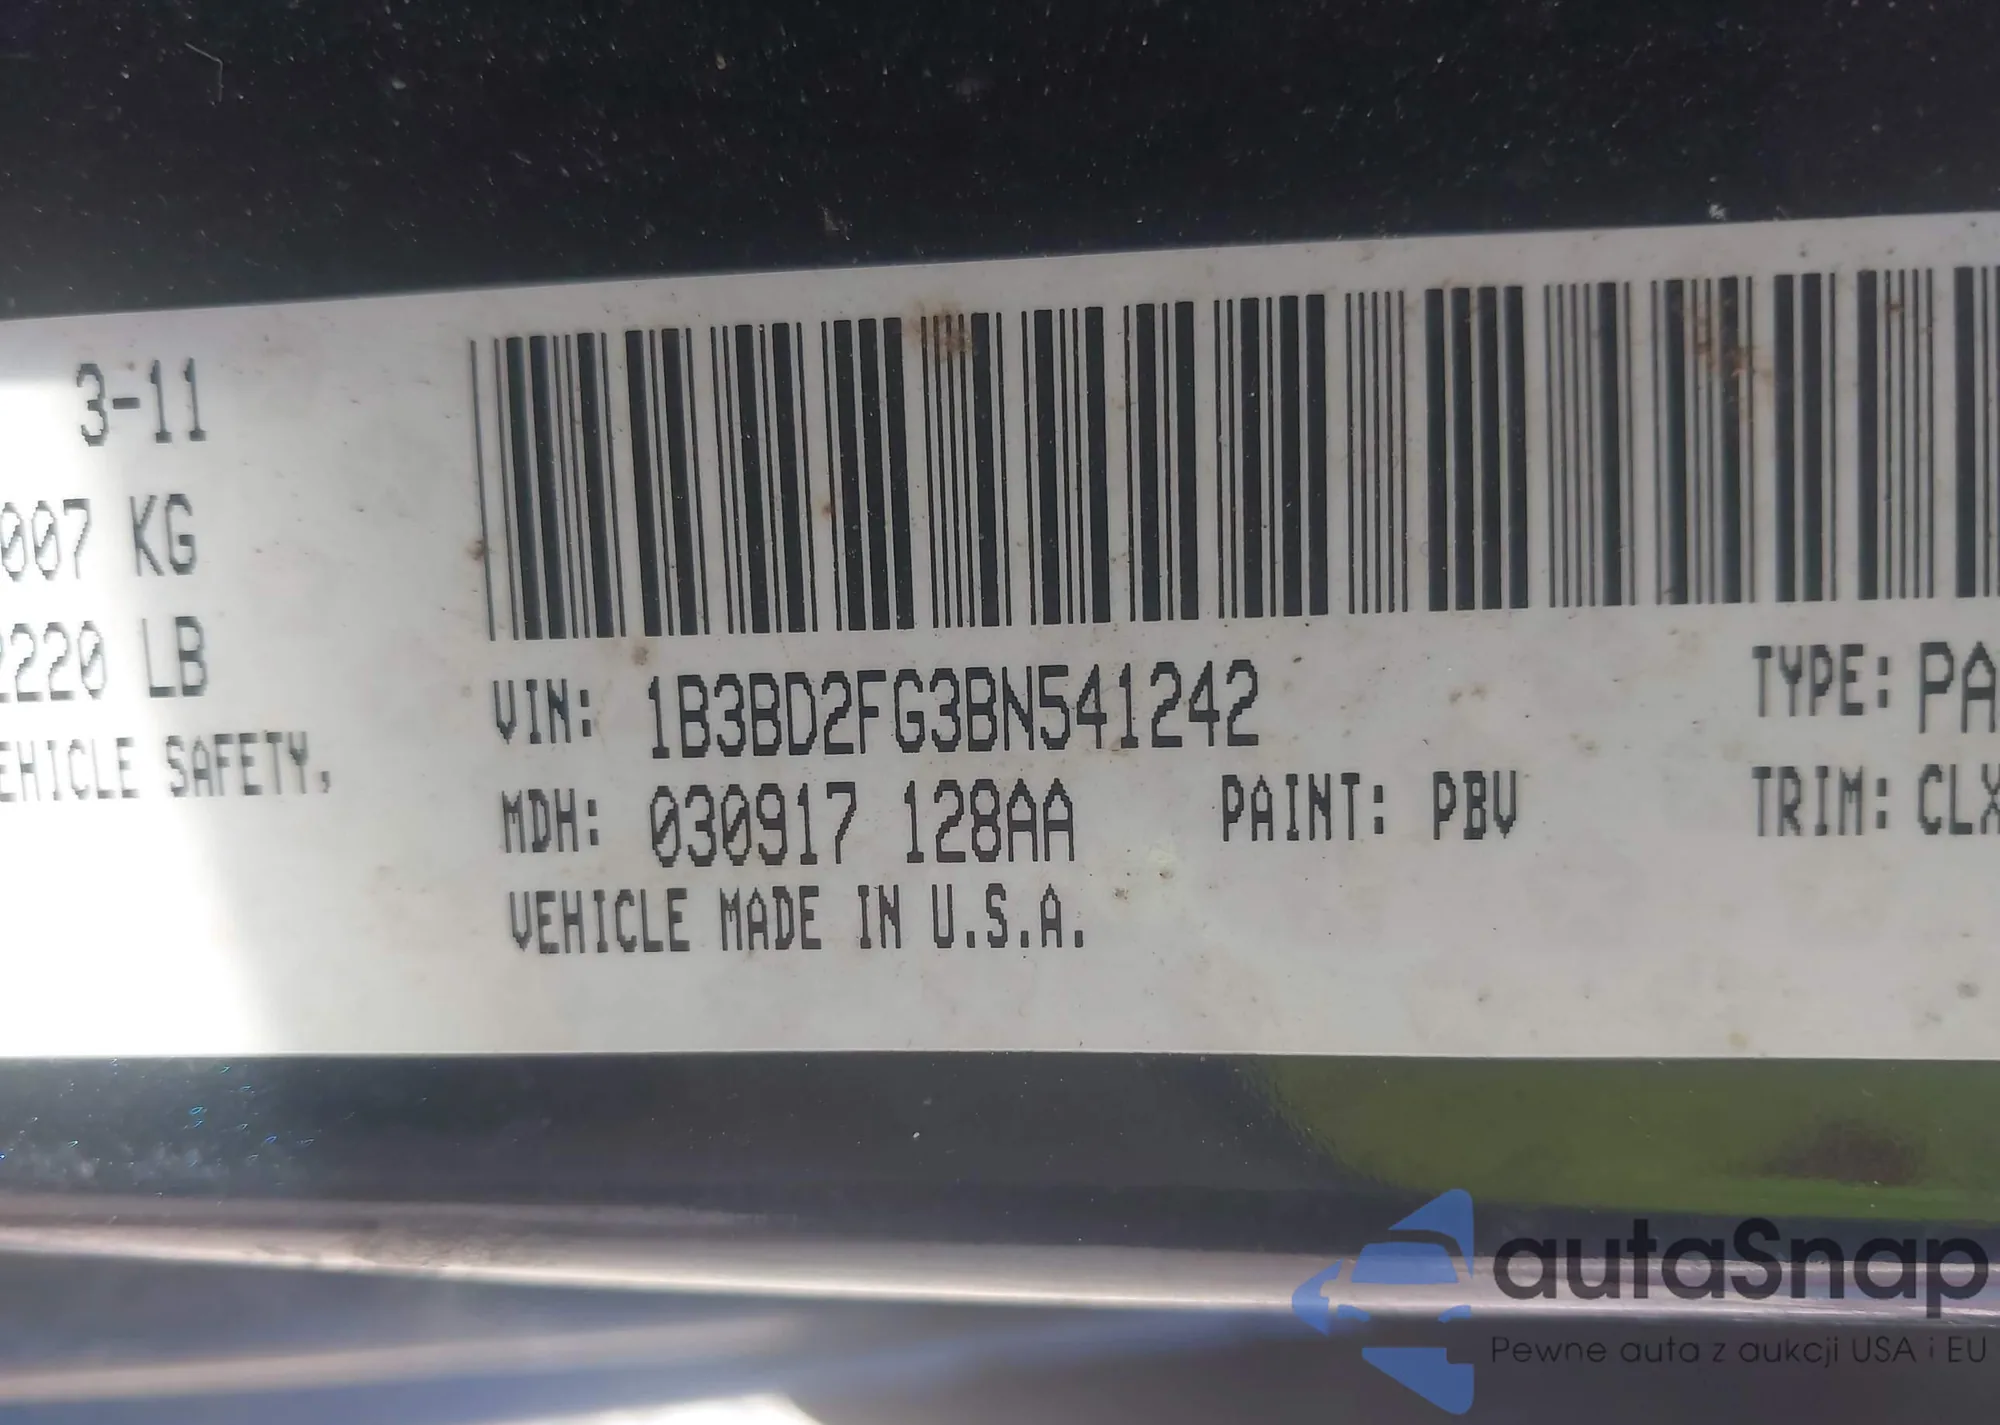 3-11
007 KG
2220 LB
EHICLE SAFETY,
VIN: 1B3BD2FG3BN541242
TYPE: PA
MDH: 030917 128AA
PAINT: PBV
TRIM: CLX
VEHICLE MADE IN U.S.A.
autaSnap
Pewne auta z aukcji USA i EU